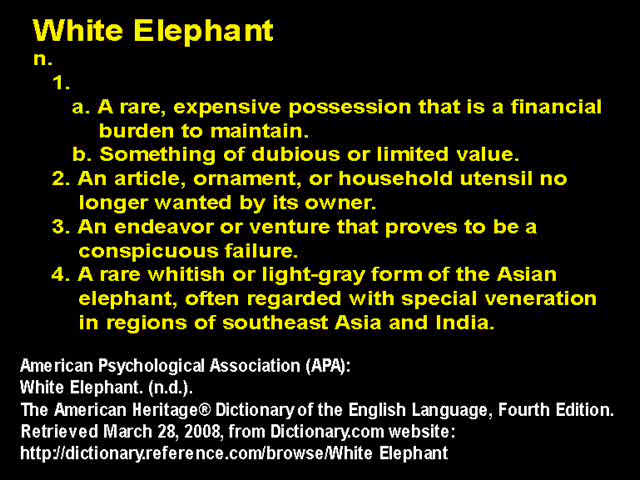 White Elephant
n.
1.
a. A rare, expensive possession that is a financial
burden to maintain.
b. Something of dubious or limited value.
2. An article, ornament, or household utensil no
longer wanted by its owner.
3. An endeavor or venture that proves to be a
conspicuous failure.
4. A rare whitish or light-gray form of the Asian
elephant, often regarded with special veneration
in regions of southeast Asia and India.
American Psychological Association (APA):
White Elephant. (n.d.).
The American Heritage® Dictionary of the English Language, Fourth Edition.
Retrieved March 28, 2008, from Dictionary.com website:
http://dictionary.reference.com/browse/White Elephant